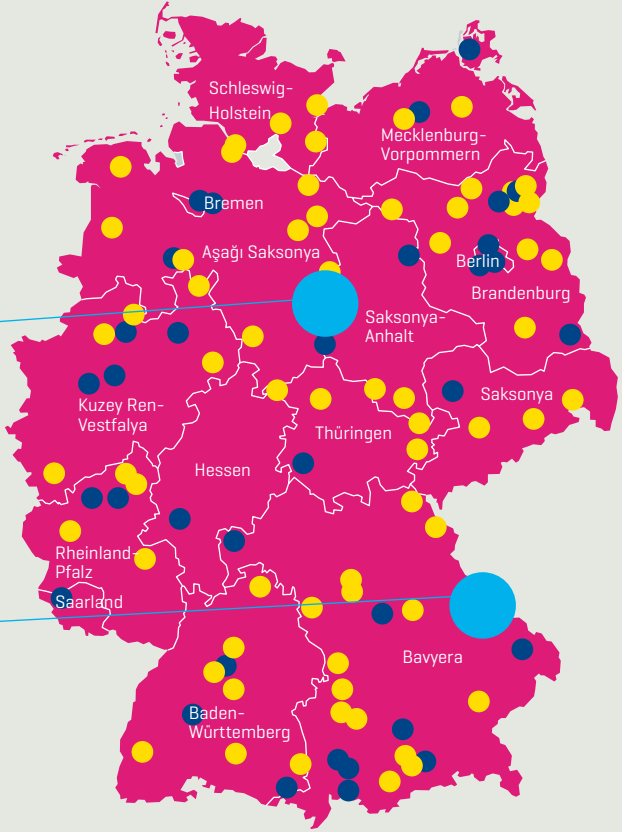 Schleswig-
Holstein
Mecklenburg-
Vorpommern
Bremen
Aşağı Saksonya
Berlin
Brandenburg
Saksonya-
Anhalt
Kuzey Ren-
Vestfalya
Saksonya
Thüringen
Hessen
Rheinland-
Pfalz
Saarland
Bavyera
Baden-
Württemberg